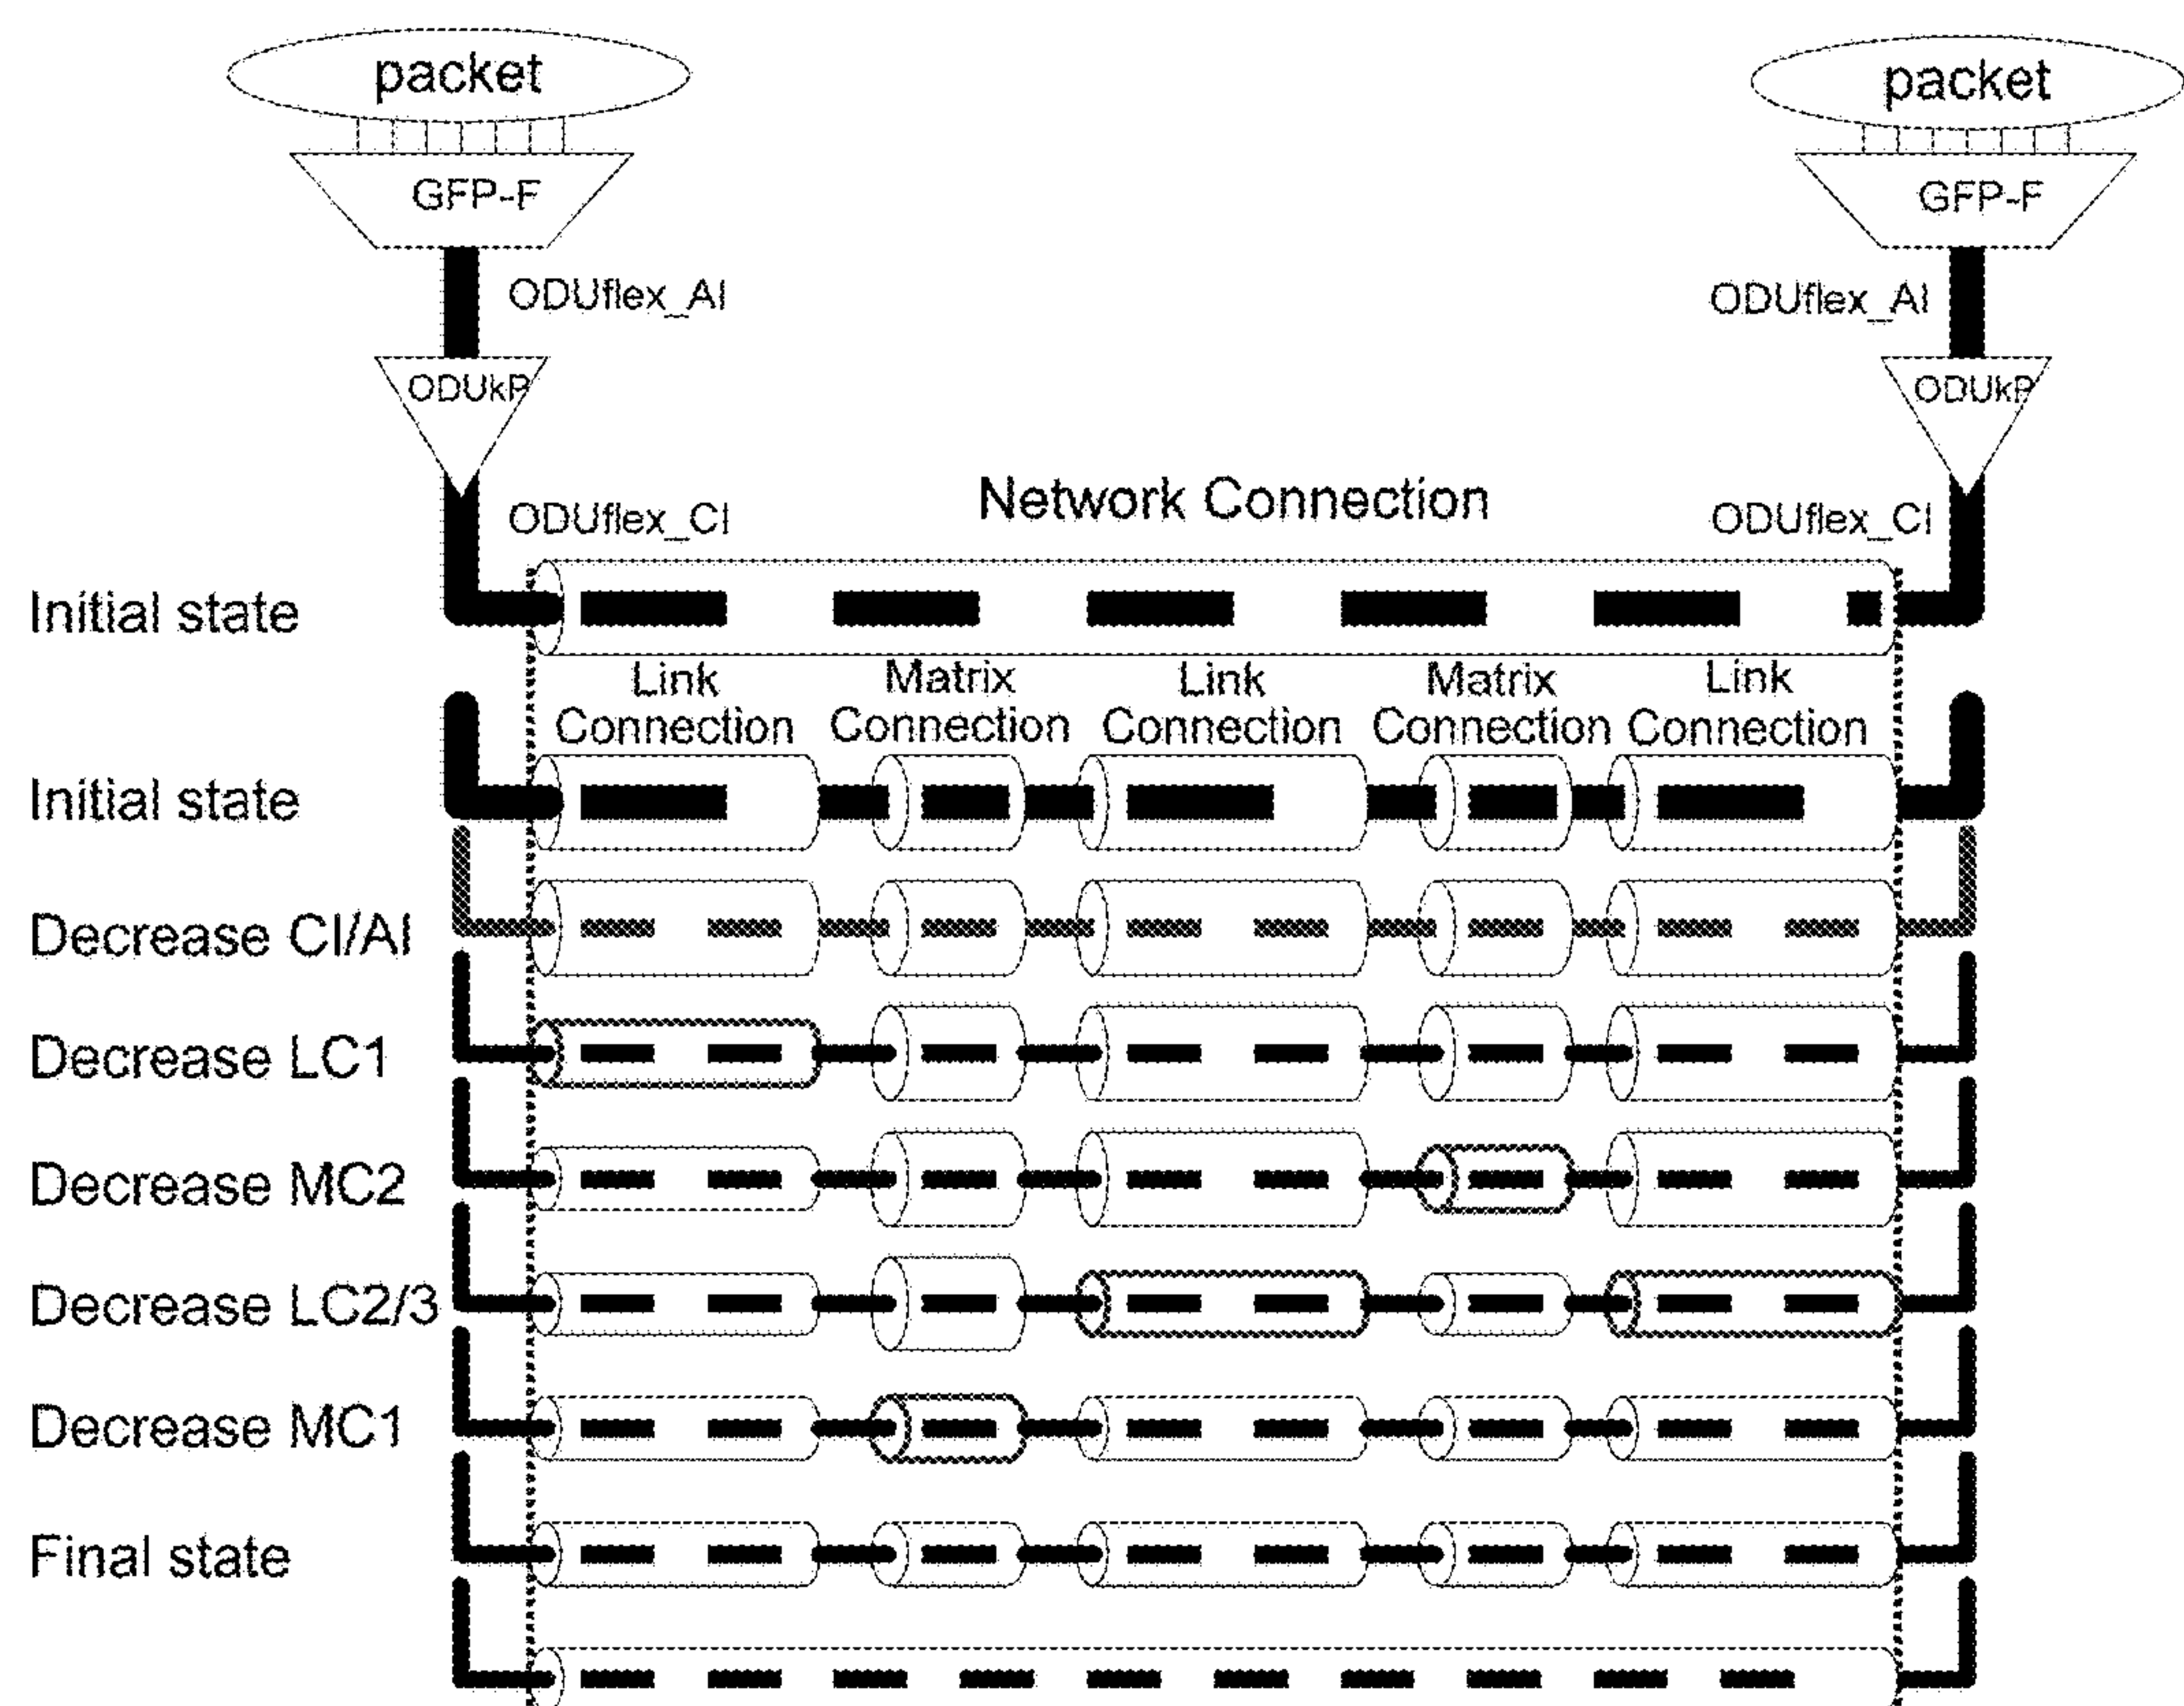 packet
packet
GFP-F
GFP-F
ODUflex_AI
ODUflex_AI
ODUkP
ODUkP
Network Connection
ODUflex_CI
ODUflex_CI
Initial state
Link Matrix Link Matrix Link
Connection Connection Connection Connection Connection
Initial state
Decrease CI/AI
Decrease LC1
Decrease MC2
Decrease LC2/3
Decrease MC1
Final state